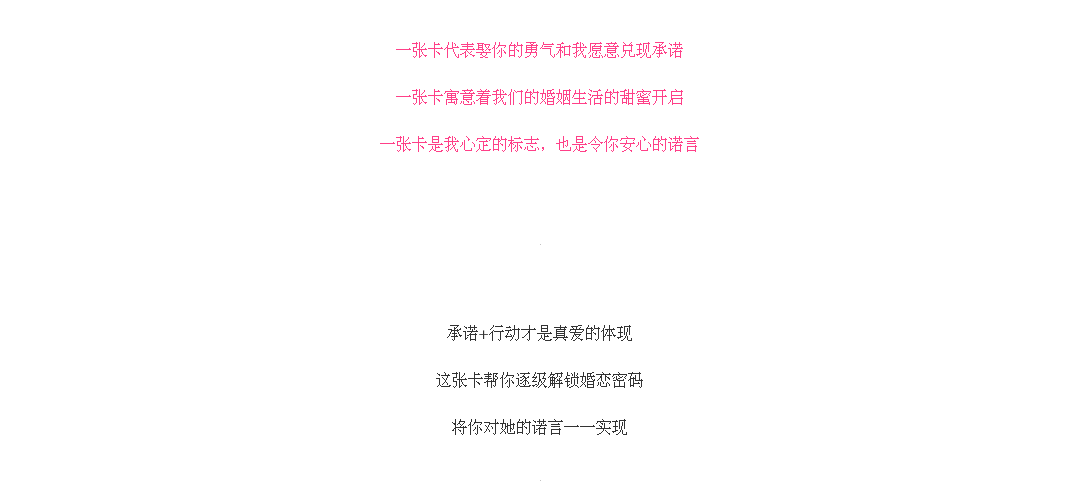 一张卡代表娶你的勇气和我愿意兑现承诺
一张卡寓意着我们的婚姻生活的甜蜜开启
一张卡是我心定的标志，也是令你安心的诺言
承诺+行动才是真爱的体现
这张卡帮你逐级解锁婚恋密码
将你对她的诺言一一实现